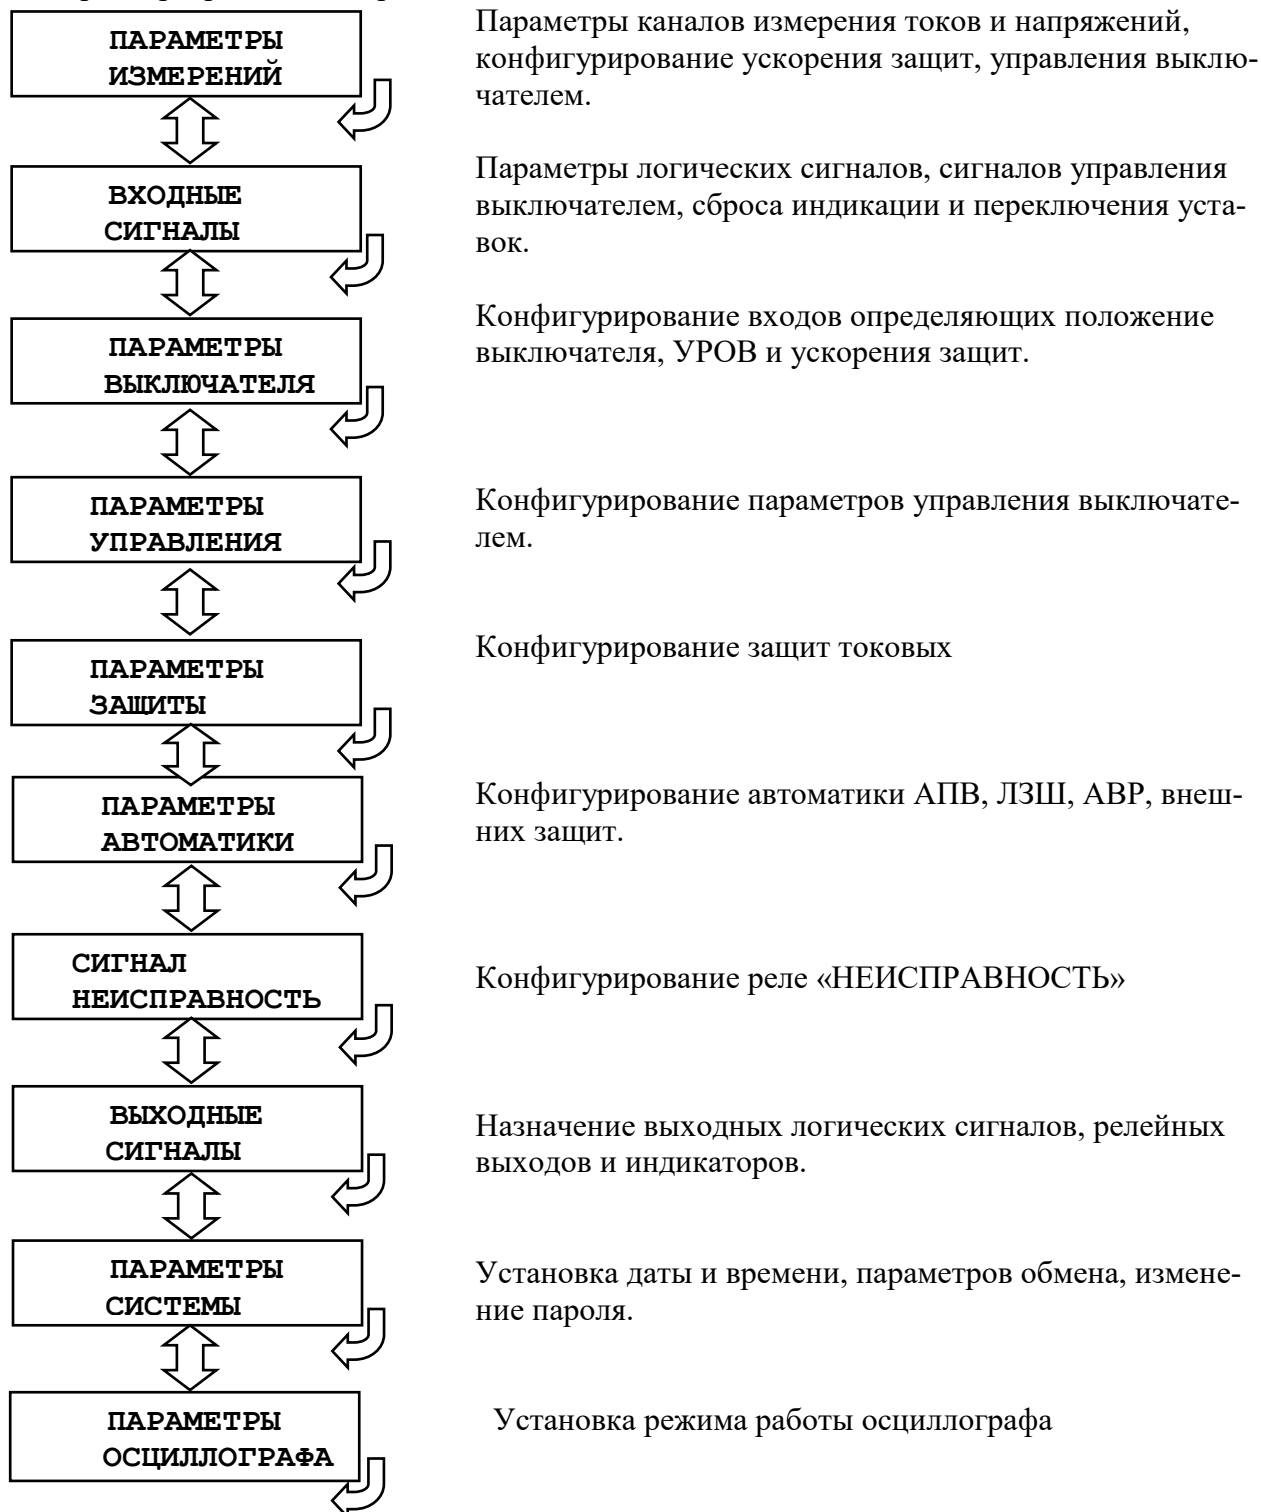 ПАРАМЕТРЫ
ИЗМЕРЕНИЙ
Параметры каналов измерения токов и напряжений,
конфигурирование ускорения защит, управления выклю-
чателем.
ВХОДНЫЕ
СИГНАЛЫ
Параметры логических сигналов, сигналов управления
выключателем, сброса индикации и переключения уста-
вок.
ПАРАМЕТРЫ
ВЫКЛЮЧАТЕЛЯ
Конфигурирование входов определяющих положение
выключателя, УРОВ и ускорения защит.
ПАРАМЕТРЫ
УПРАВЛЕНИЯ
Конфигурирование параметров управления выключате-
лем.
ПАРАМЕТРЫ
ЗАЩИТЫ
Конфигурирование защит токовых
ПАРАМЕТРЫ
АВТОМАТИКИ
Конфигурирование автоматики АПВ, ЛЗШ, АВР, внеш-
них защит.
СИГНАЛ
НЕИСПРАВНОСТЬ
Конфигурирование реле «НЕИСПРАВНОСТЬ»
ВЫХОДНЫЕ
СИГНАЛЫ
Назначение выходных логических сигналов, релейных
выходов и индикаторов.
ПАРАМЕТРЫ
СИСТЕМЫ
Установка даты и времени, параметров обмена, измене-
ние пароля.
ПАРАМЕТРЫ
ОСЦИЛЛОГРАФА
Установка режима работы осциллографа